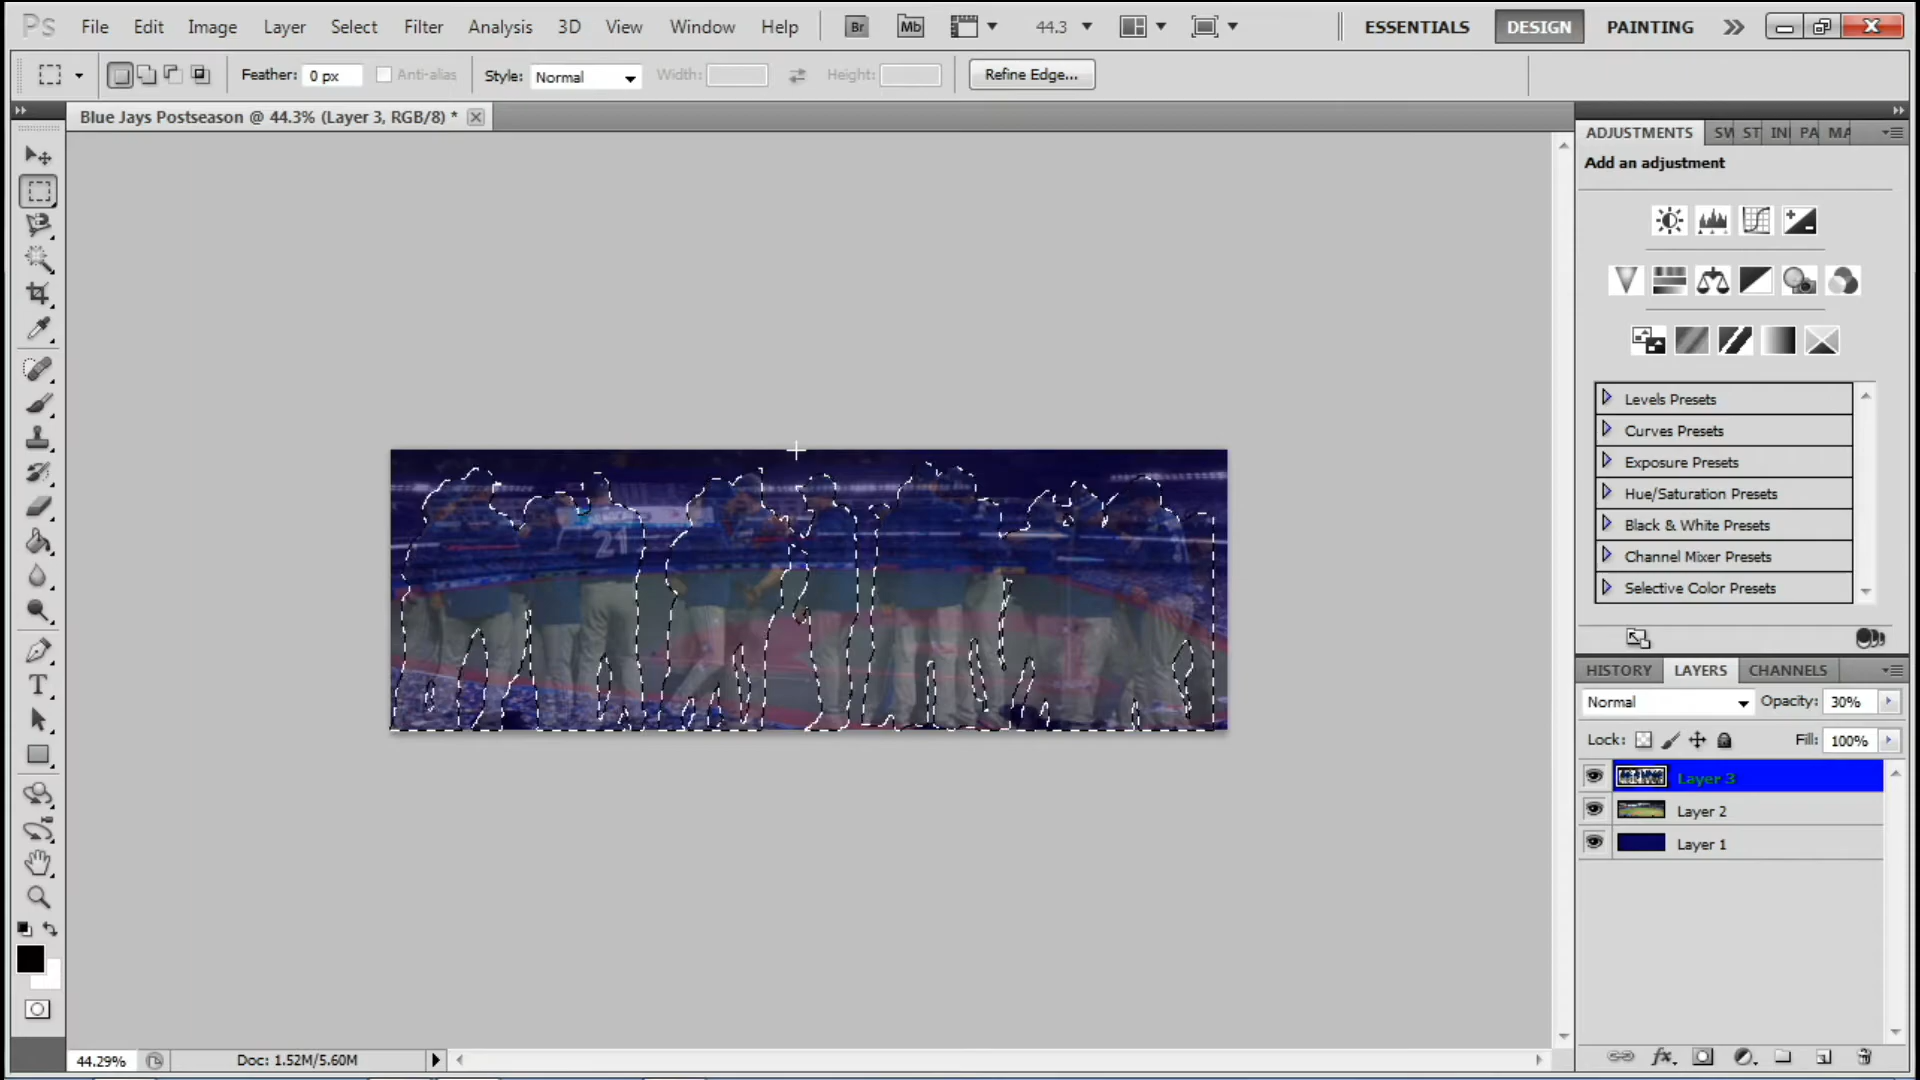 Ps File Edit Image Layer Select Filter Analysis 3D View Window Help Br Mb 44.3 ESSENTIALS DESIGN PAINTING
Feather: 0 px Anti-alias Style: Normal Width: Height: Refine Edge...
Blue Jays Postseason @ 44.3% (Layer 3, RGB/8) *
ADJUSTMENTS SW ST INI PA MA
Add an adjustment
21
Levels Presets
Curves Presets
Exposure Presets
Hue/Saturation Presets
Black & White Presets
Channel Mixer Presets
Selective Color Presets
HISTORY LAYERS CHANNELS
Normal Opacity: 30%
Lock: Fill: 100%
Layer 3
Layer 2
Layer 1
T
fx
44.29% Doc: 1.52M/5.60M